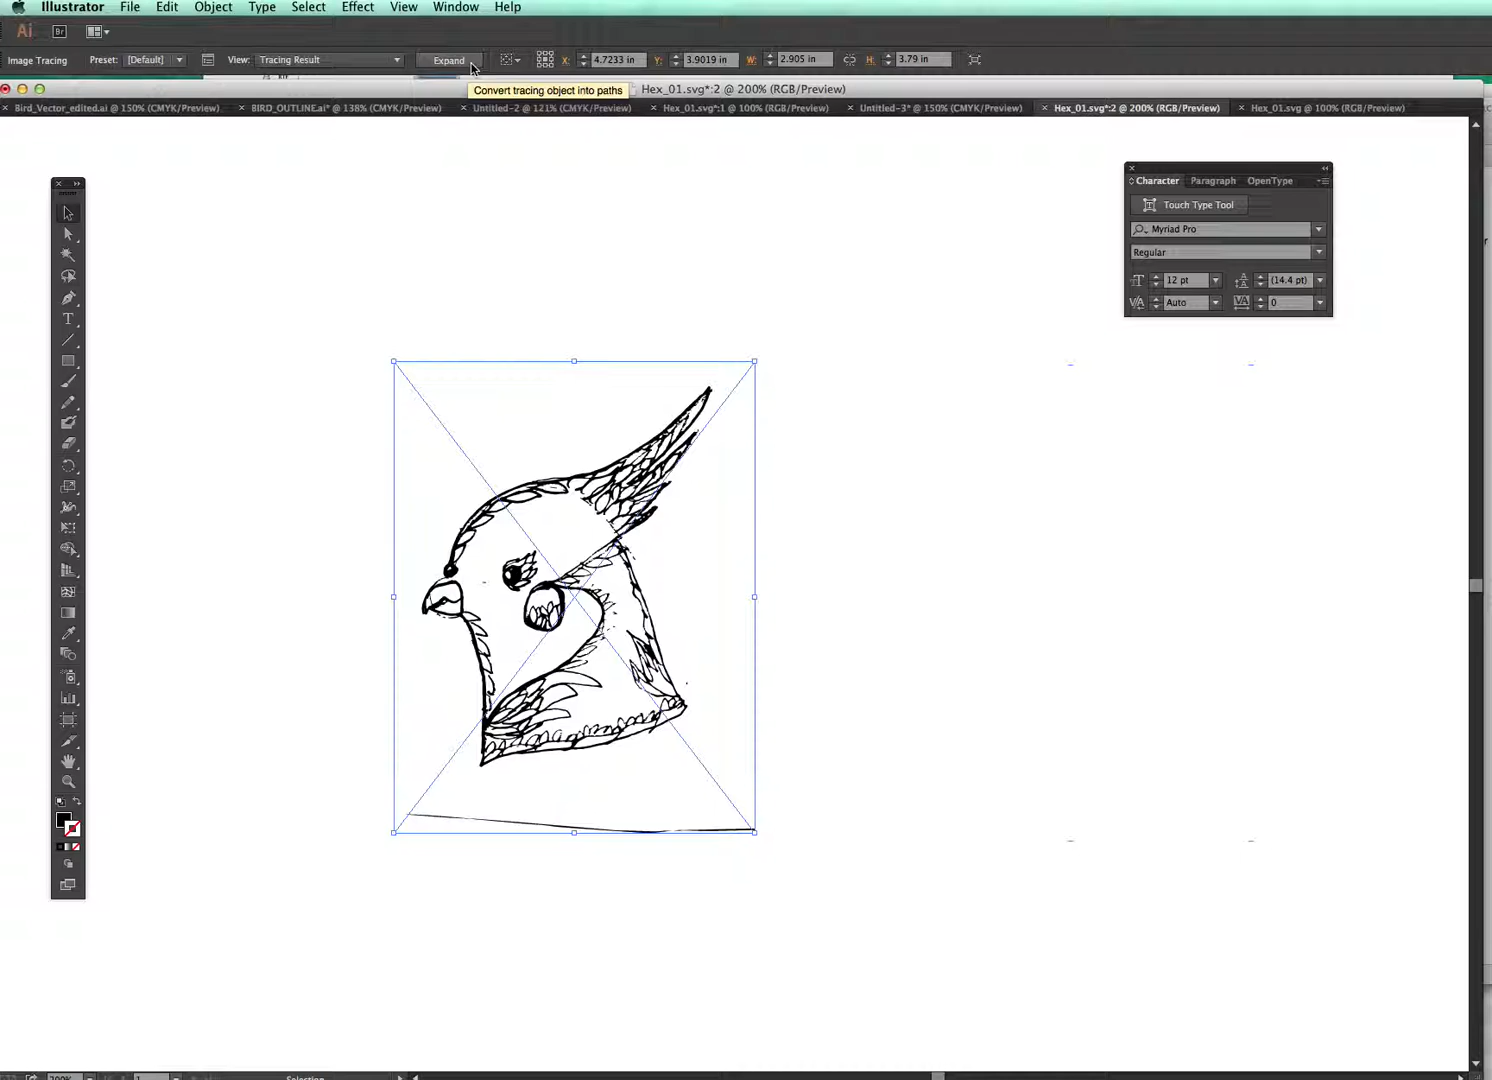 Illustrator File Edit Object Type Select Effect View Window Help
Ai Br
Image Tracing Preset: [Default] View: Tracing Result Expand X: 4.7233 in Y: 3.9019 in W: 2.905 in H: 3.79 in
Convert tracing object into paths
Hex_01.svg*:2 @ 200% (RGB/Preview)
Bird_Vector_edited.ai @ 150% (CMYK/Preview) BIRD_OUTLINE.ai* @ 138% (CMYK/Preview) Untitled-2 @ 121% (CMYK/Preview) Hex_01.svg*:1 @ 100% (RGB/Preview) Untitled-3* @ 150% (CMYK/Preview) Hex_01.svg*:2 @ 200% (RGB/Preview) Hex_01.svg @ 100% (RGB/Preview)
Character Paragraph OpenType
Touch Type Tool
Myriad Pro
Regular
12 pt (14.4 pt)
Auto 0
T
200% 1 Selection